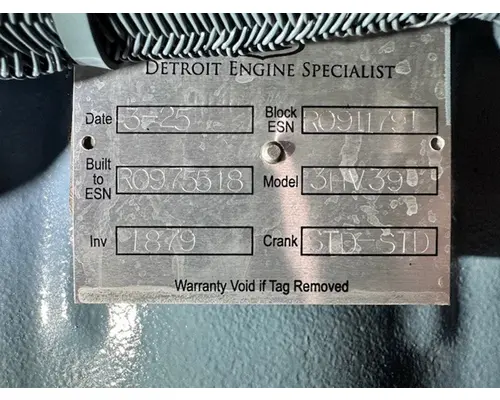 DETROIT ENGINE SPECIALIST
Date 3-25 Block ESN R0911791
Built to ESN R0975518 Model 3HV39
Inv 1879 Crank STD-STD
Warranty Void if Tag Removed